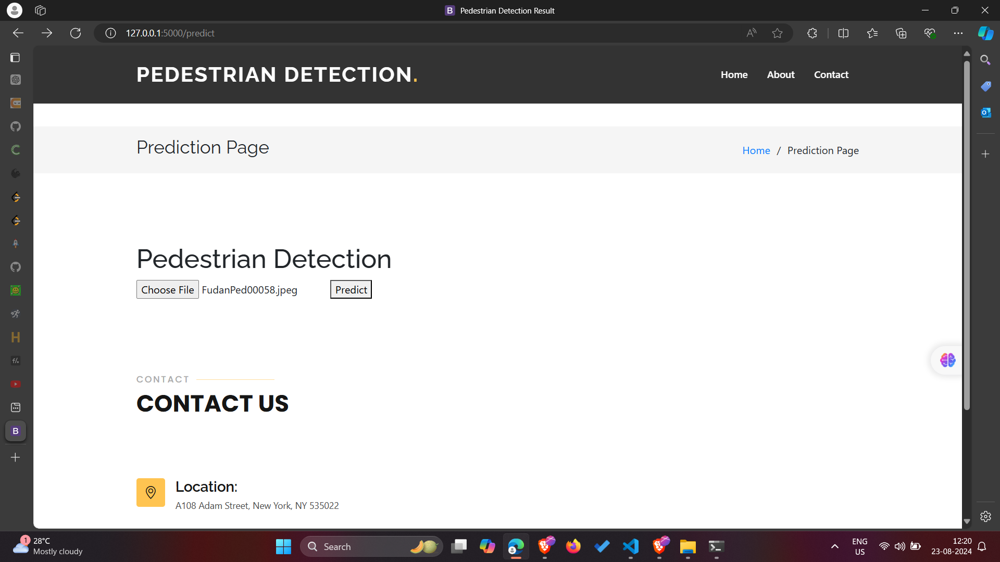 B Pedestrian Detection Result
127.0.0.1:5000/predict
PEDESTRIAN DETECTION.
Home About Contact
Prediction Page
Home / Prediction Page
Pedestrian Detection
Choose File FudanPed00058.jpeg Predict
CONTACT
CONTACT US
Location:
A108 Adam Street, New York, NY 535022
H
B
1
28°C
Mostly cloudy
Search
ENG
US
12:20
23-08-2024